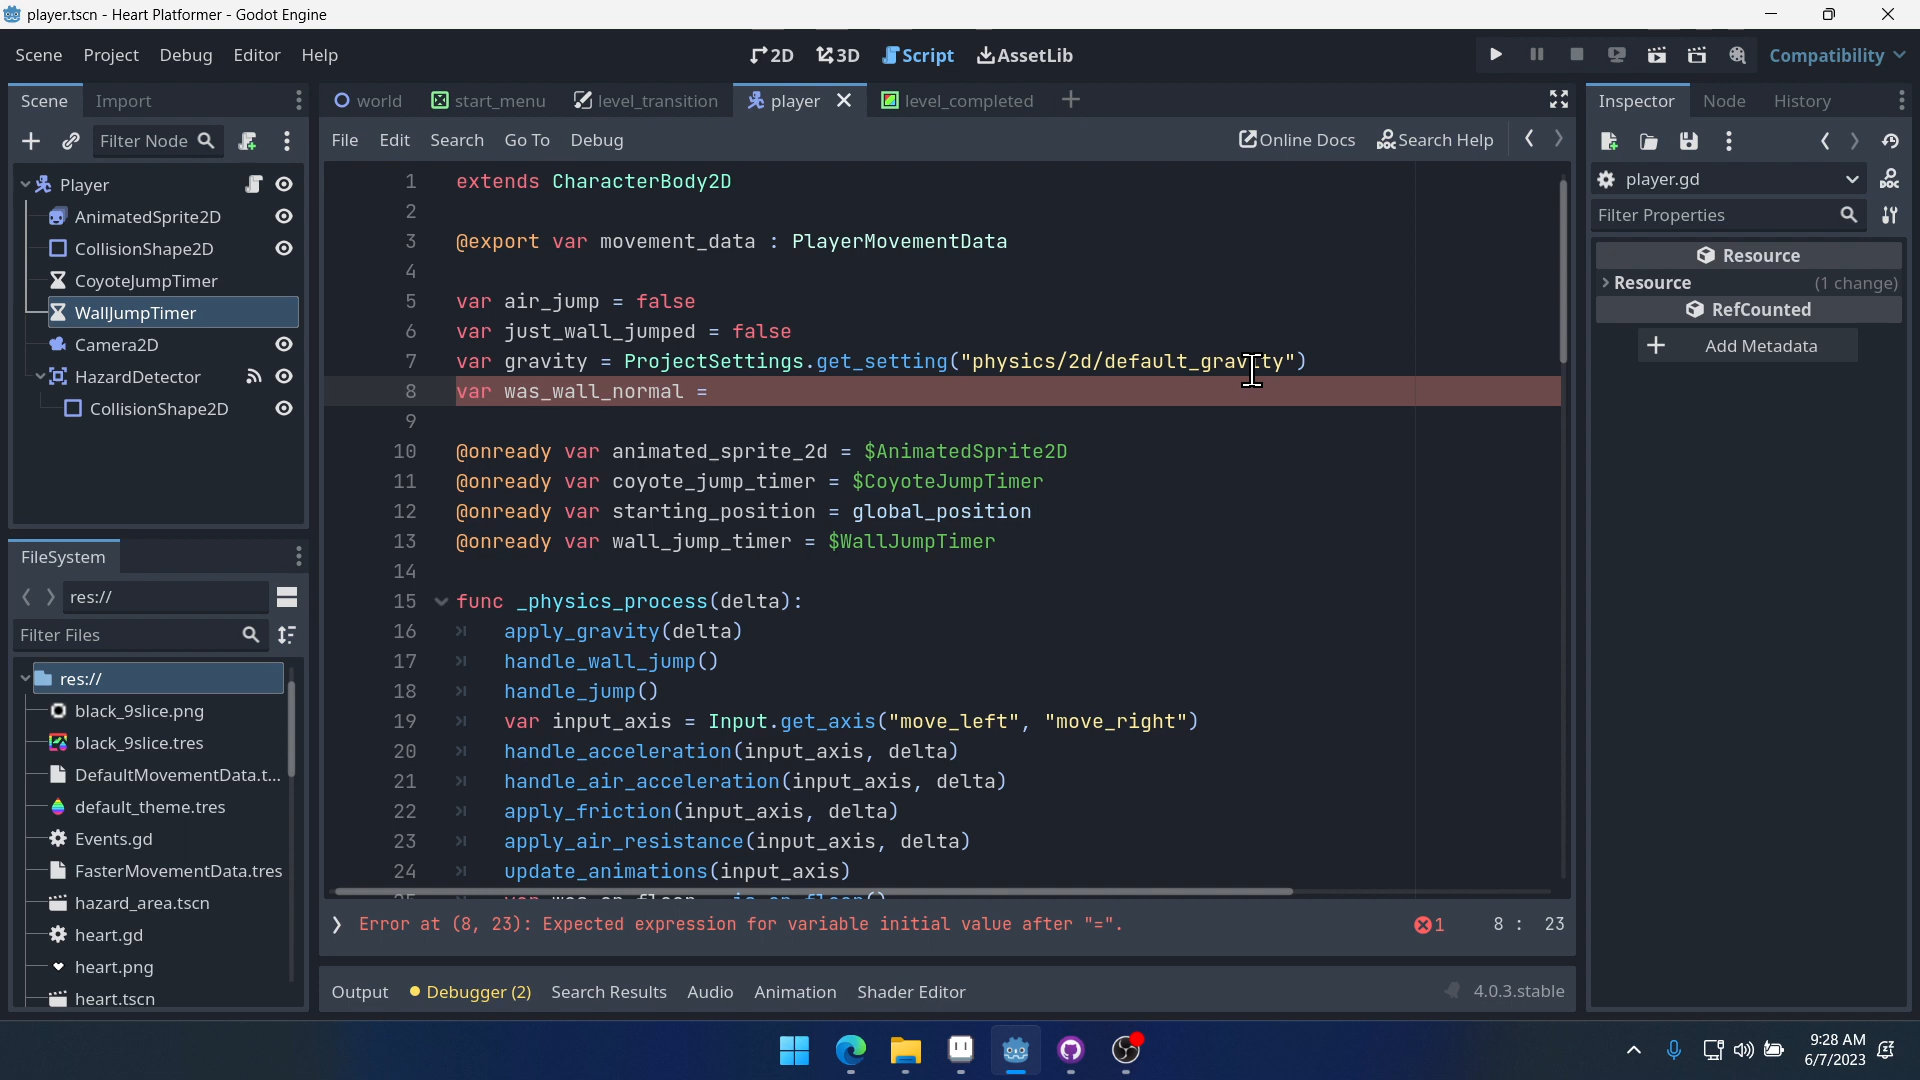 player.tscn - Heart Platformer - Godot Engine
Scene Project Debug Editor Help
2D 3D Script AssetLib
Compatibility
Scene Import
world start_menu level_transition player level_completed
Inspector Node History
Filter Node
File Edit Search Go To Debug
Online Docs Search Help
player.gd
Filter Properties
Resource
Resource (1 change)
RefCounted
Add Metadata
Player
AnimatedSprite2D
CollisionShape2D
CoyoteJumpTimer
WallJumpTimer
Camera2D
HazardDetector
CollisionShape2D
FileSystem
res://
Filter Files
res://
black_9slice.png
black_9slice.tres
DefaultMovementData.t...
default_theme.tres
Events.gd
FasterMovementData.tres
hazard_area.tscn
heart.gd
heart.png
heart.tscn
1 extends CharacterBody2D
2
3 @export var movement_data : PlayerMovementData
4
5 var air_jump = false
6 var just_wall_jumped = false
7 var gravity = ProjectSettings.get_setting("physics/2d/default_gravity")
8 var was_wall_normal =
9
10 @onready var animated_sprite_2d = $AnimatedSprite2D
11 @onready var coyote_jump_timer = $CoyoteJumpTimer
12 @onready var starting_position = global_position
13 @onready var wall_jump_timer = $WallJumpTimer
14
15 func _physics_process(delta):
16 apply_gravity(delta)
17 handle_wall_jump()
18 handle_jump()
19 var input_axis = Input.get_axis("move_left", "move_right")
20 handle_acceleration(input_axis, delta)
21 handle_air_acceleration(input_axis, delta)
22 apply_friction(input_axis, delta)
23 apply_air_resistance(input_axis, delta)
24 update_animations(input_axis)
Error at (8, 23): Expected expression for variable initial value after "=".
1 8 : 23
Output Debugger (2) Search Results Audio Animation Shader Editor
4.0.3.stable
9:28 AM
6/7/2023